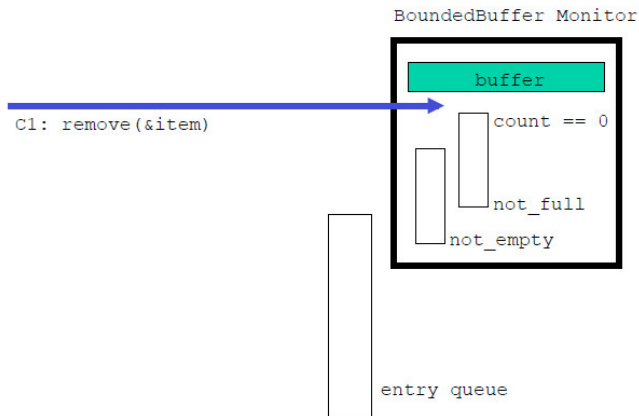 BoundedBuffer Monitor
buffer
C1: remove(&item)
count == 0
not_full
not_empty
entry queue